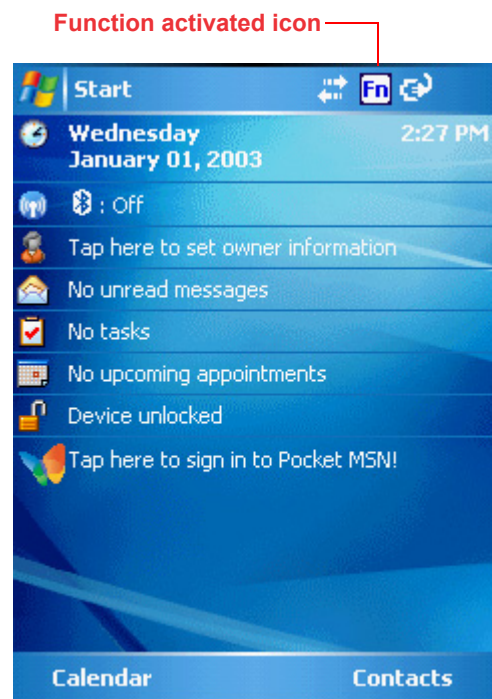 Function activated icon
Start Fn
Wednesday 2:27 PM
January 01, 2003
: Off
Tap here to set owner information
No unread messages
No tasks
No upcoming appointments
Device unlocked
Tap here to sign in to Pocket MSN!
Calendar Contacts